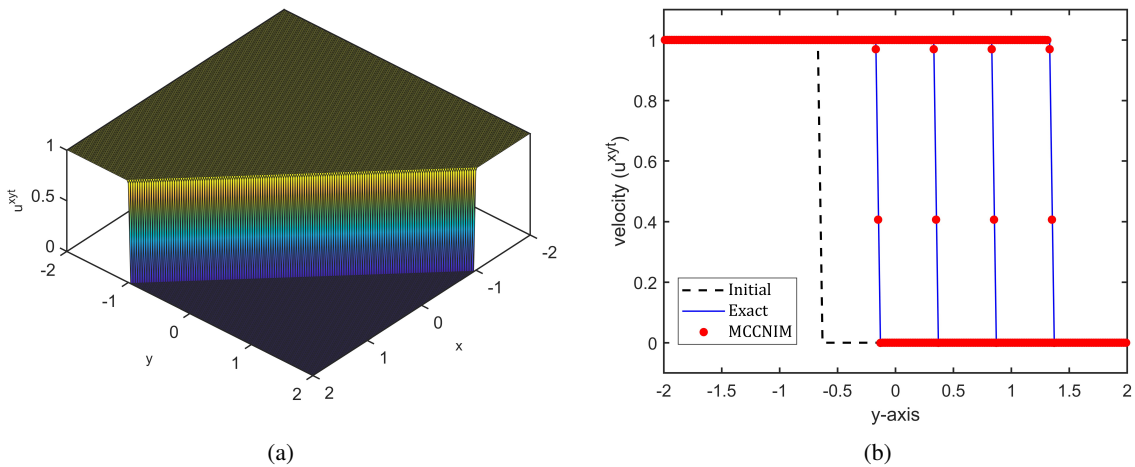 1
0.5
0
u^xyt
-2
-1
0
1
2
y
-2
-1
0
1
2
x
(a)
1
0.8
0.6
0.4
0.2
0
velocity (u^xyt)
Initial
Exact
MCCNIM
-2 -1.5 -1 -0.5 0 0.5 1 1.5 2
y-axis
(b)